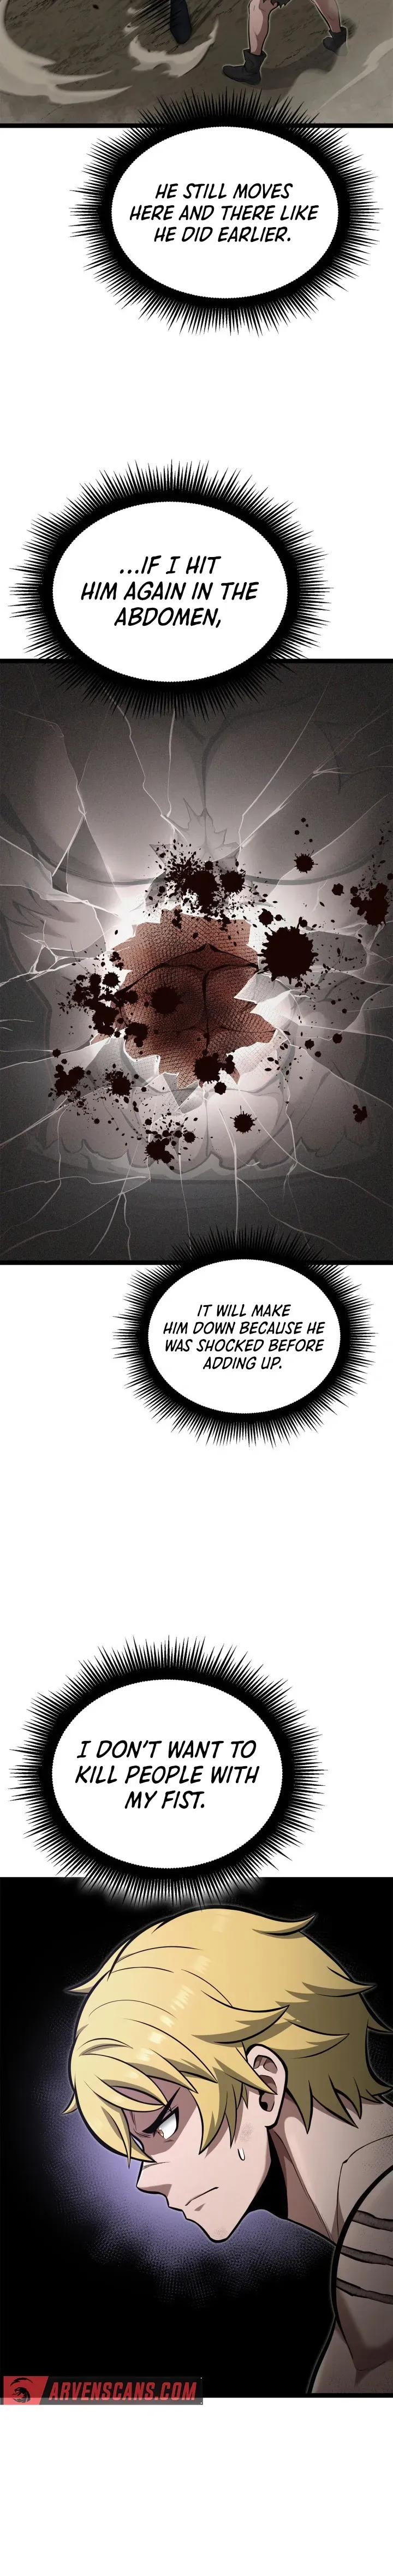 HE STILL MOVES
HERE AND THERE LIKE
HE DID EARLIER.
...IF I HIT
HIM AGAIN IN THE
ABDOMEN,
IT WILL MAKE
HIM DOWN BECAUSE HE
WAS SHOCKED BEFORE
ADDING UP.
I DON'T WANT TO
KILL PEOPLE WITH
MY FIST.
ARVENSCANS.COM